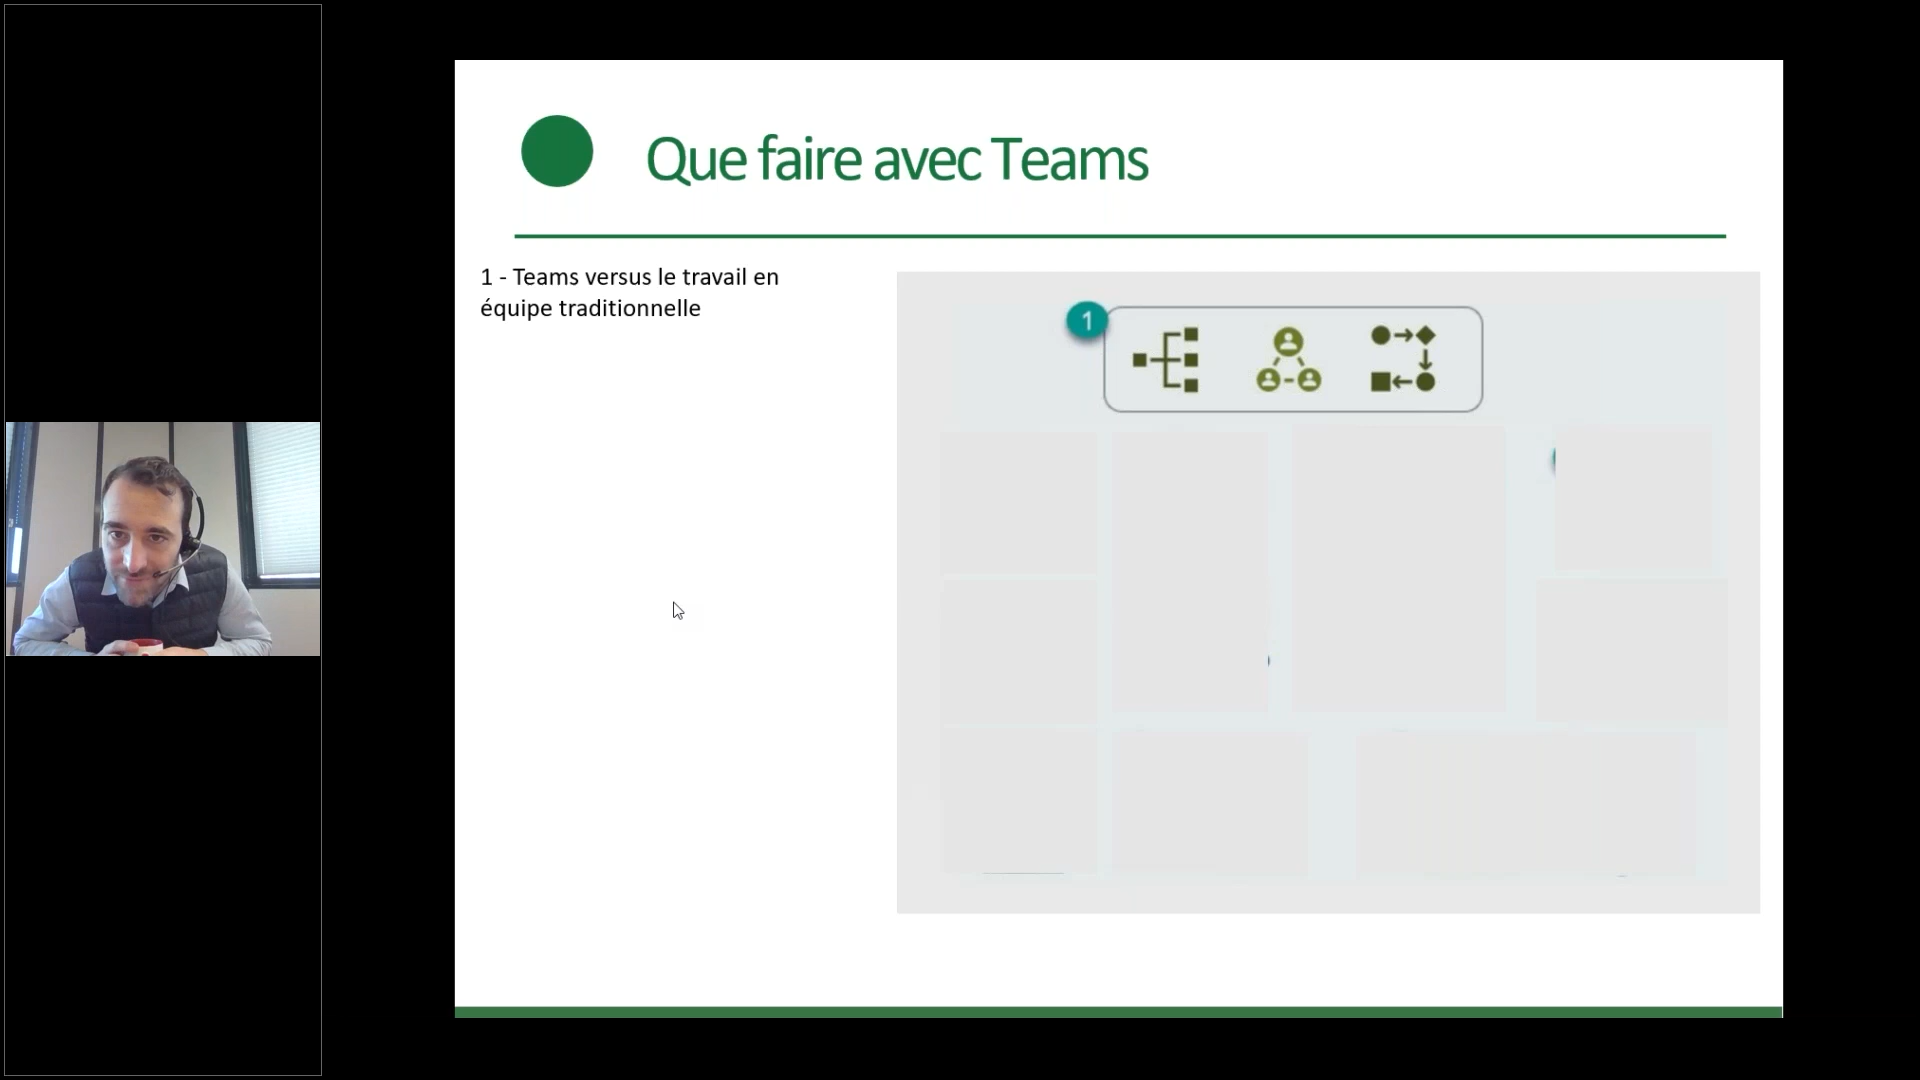 Que faire avec Teams
1 - Teams versus le travail en
équipe traditionnelle
1